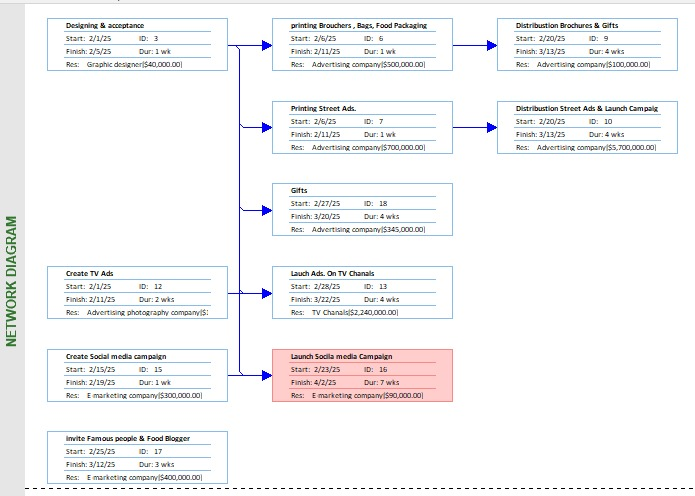 NETWORK DIAGRAM
Designing & acceptance
Start: 2/1/25 ID: 3
Finish: 2/5/25 Dur: 1 wk
Res: Graphic designer[$40,000.00]
printing Brouchers , Bags, Food Packaging
Start: 2/6/25 ID: 6
Finish: 2/11/25 Dur: 1 wk
Res: Advertising company[$500,000.00]
Distribustion Brochures & Gifts
Start: 2/20/25 ID: 9
Finish: 3/13/25 Dur: 4 wks
Res: Advertising company[$100,000.00]
Printing Street Ads.
Start: 2/6/25 ID: 7
Finish: 2/11/25 Dur: 1 wk
Res: Advertising company[$700,000.00]
Distribustion Street Ads & Launch Campaig
Start: 2/20/25 ID: 10
Finish: 3/13/25 Dur: 4 wks
Res: Advertising company[$5,700,000.00]
Gifts
Start: 2/27/25 ID: 18
Finish: 3/20/25 Dur: 4 wks
Res: Advertising company[$345,000.00]
Create TV Ads
Start: 2/1/25 ID: 12
Finish: 2/11/25 Dur: 2 wks
Res: Advertising photography company[$
Lauch Ads. On TV Chanals
Start: 2/28/25 ID: 13
Finish: 3/22/25 Dur: 4 wks
Res: TV Chanals[$2,240,000.00]
Create Social media campaign
Start: 2/15/25 ID: 15
Finish: 2/19/25 Dur: 1 wk
Res: E-marketing company[$300,000.00]
Launch Socila media Campaign
Start: 2/23/25 ID: 16
Finish: 4/2/25 Dur: 7 wks
Res: E-marketing company[$90,000.00]
invite Famous people & Food Blogger
Start: 2/25/25 ID: 17
Finish: 3/12/25 Dur: 3 wks
Res: E-marketing company[$400,000.00]